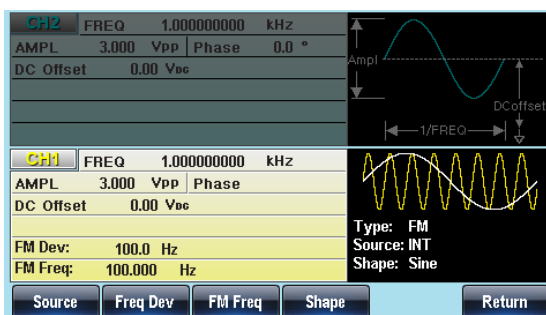 CH2 FREQ 1.000000000 kHz
AMPL 3.000 Vpp Phase 0.0 °
DC Offset 0.00 VDC
Ampl
DCoffset
1/FREQ
CH1 FREQ 1.000000000 kHz
AMPL 3.000 Vpp Phase
DC Offset 0.00 VDC
FM Dev: 100.0 Hz
FM Freq: 100.000 Hz
Type: FM
Source: INT
Shape: Sine
Source Freq Dev FM Freq Shape Return